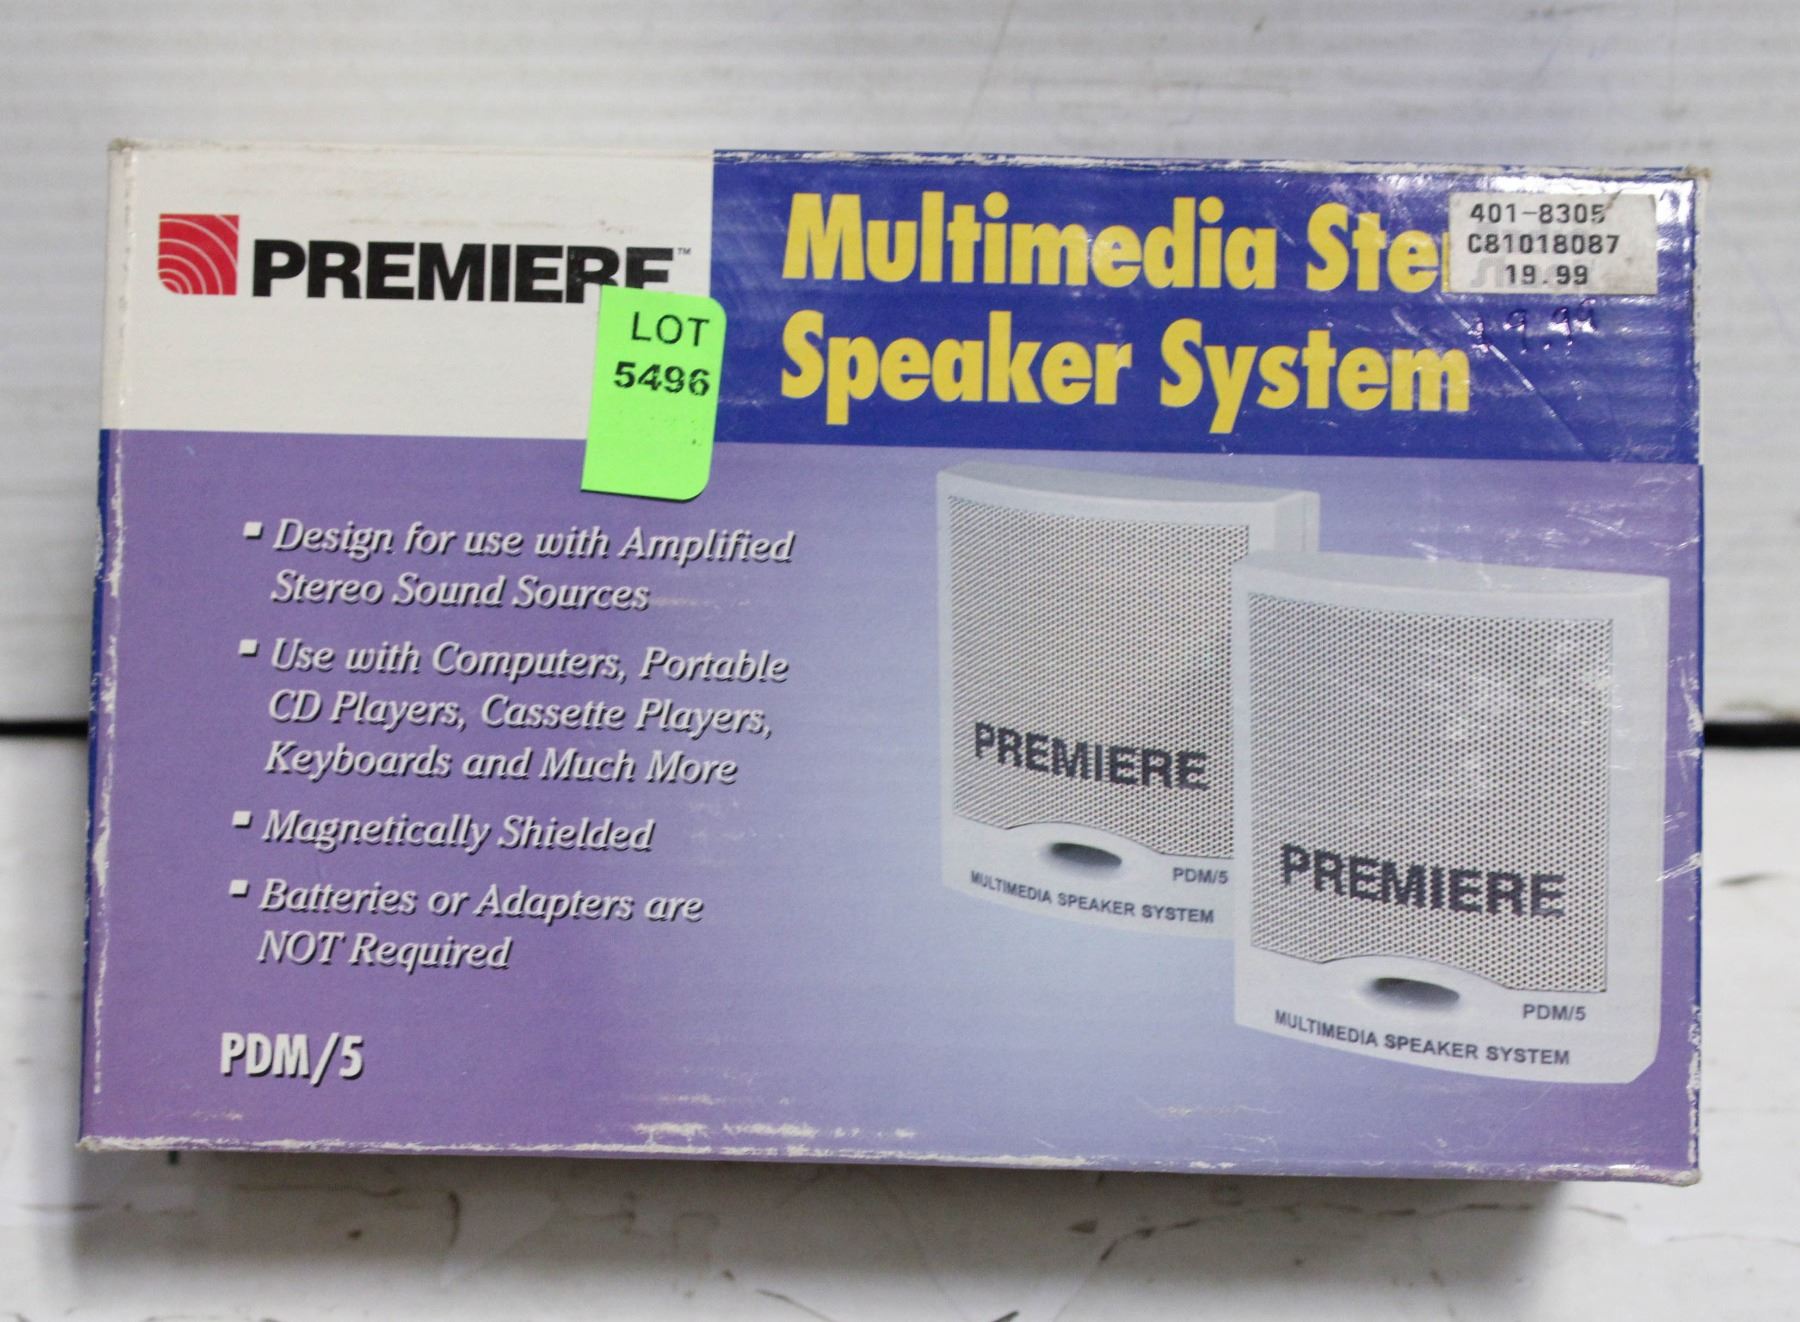 PREMIERE™
LOT
5496
Multimedia Ste
Speaker System
401-8305
C81018087
19.99
19.99
Design for use with Amplified
Stereo Sound Sources
Use with Computers, Portable
CD Players, Cassette Players,
Keyboards and Much More
Magnetically Shielded
Batteries or Adapters are
NOT Required
PDM/5
PREMIERE
PDM/5
MULTIMEDIA SPEAKER SYSTEM
PREMIERE
PDM/5
MULTIMEDIA SPEAKER SYSTEM